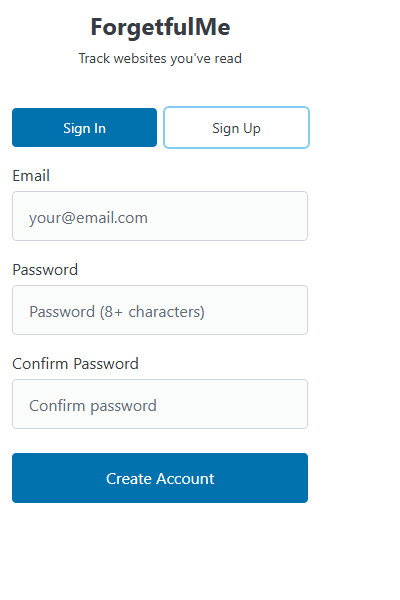 ForgetfulMe
Track websites you've read
Sign In
Sign Up
Email
your@email.com
Password
Password (8+ characters)
Confirm Password
Confirm password
Create Account